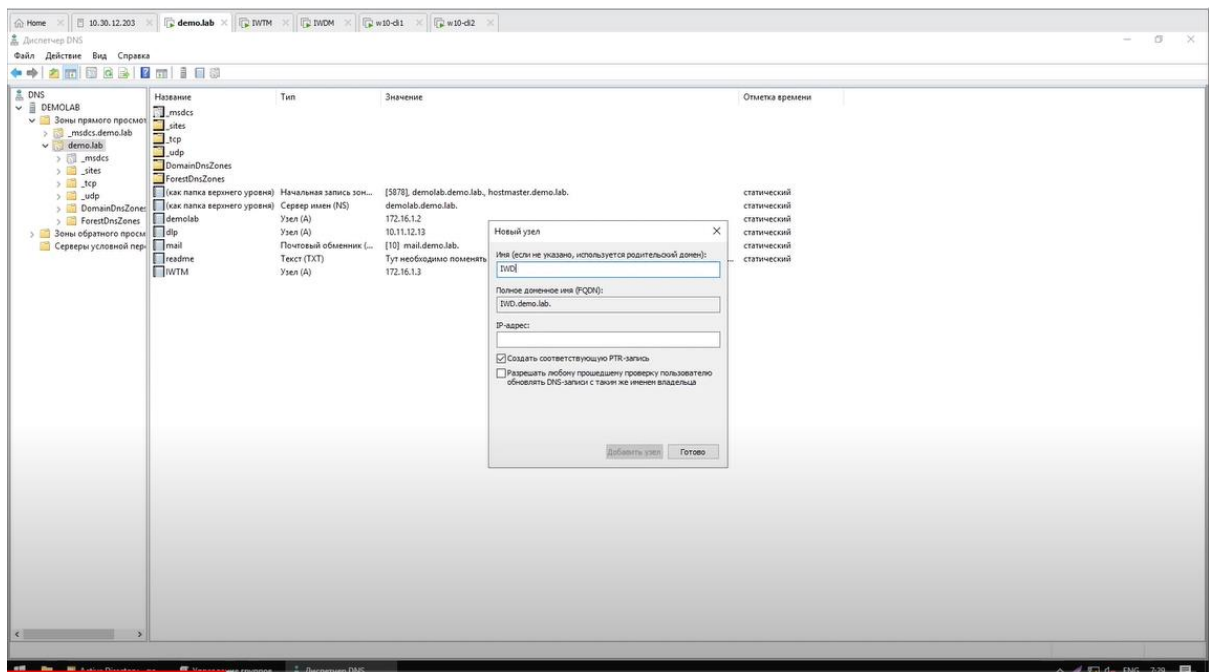 Home
10.30.12.203
demo.lab
IWTM
IWDM
w10-cli1
w10-cli2
Диспетчер DNS
Файл Действие Вид Справка
DNS
DEMOLAB
Зоны прямого просмот
_msdcs.demo.lab
demo.lab
_msdcs
_sites
_tcp
_udp
DomainDnsZones
ForestDnsZones
Зоны обратного просм
Серверы условной пер
Название Тип Значение Отметка времени
_msdcs
_sites
_tcp
_udp
DomainDnsZones
ForestDnsZones
(как папка верхнего уровня) Начальная запись зон... [5878], demolab.demo.lab., hostmaster.demo.lab. статический
(как папка верхнего уровня) Сервер имен (NS) demolab.demo.lab. статический
demolab Узел (A) 172.16.1.2 статический
dlp Узел (A) 10.11.12.13 статический
mail Почтовый обменник (... [10] mail.demo.lab. статический
readme Текст (TXT) Тут необходимо поменять ... статический
IWTM Узел (A) 172.16.1.3
Новый узел
Имя (если не указано, используется родительский домен):
IWD
Полное доменное имя (FQDN):
IWD.demo.lab.
IP-адрес:
Создать соответствующую PTR-запись
Разрешать любому прошедшему проверку пользователю
обновлять DNS-записи с таким же именем владельца
Добавить узел Готово
Active Directory
Диспетчер DNS
ENG 7:29